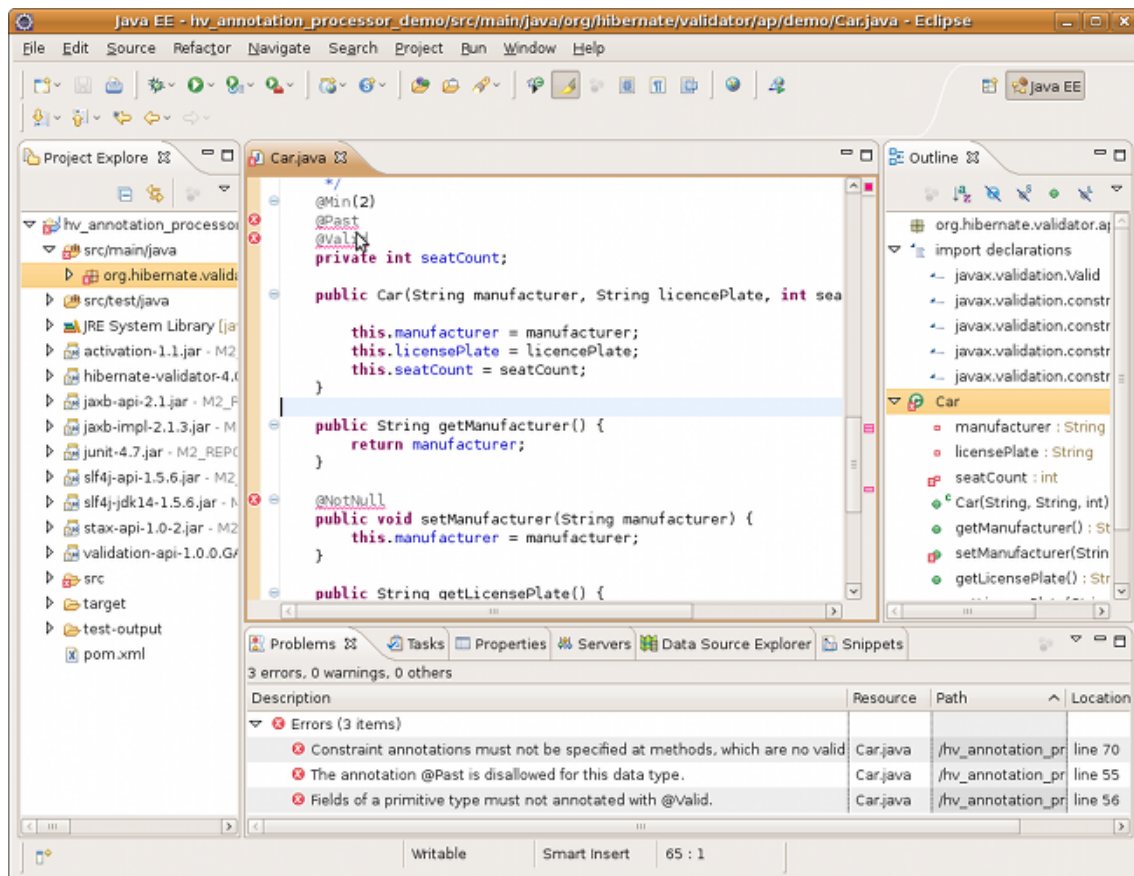 Java EE - hv_annotation_processor_demo/src/main/java/org/hibernate/validator/ap/demo/Car.java - Eclipse
File Edit Source Refactor Navigate Search Project Run Window Help
Java EE
Project Explore
hv_annotation_processo
src/main/java
org.hibernate.valida
src/test/java
JRE System Library [ja
activation-1.1.jar - M2_
hibernate-validator-4.
jaxb-api-2.1.jar - M2_R
jaxb-impl-2.1.3.jar - M
junit-4.7.jar - M2_REPO
slf4j-api-1.5.6.jar - M2
slf4j-jdk14-1.5.6.jar -
stax-api-1.0-2.jar - M2
validation-api-1.0.0.GA
src
target
test-output
pom.xml
Car.java
*/
@Min(2)
@Past
@Vali
private int seatCount;
public Car(String manufacturer, String licencePlate, int sea
this.manufacturer = manufacturer;
this.licensePlate = licencePlate;
this.seatCount = seatCount;
}
public String getManufacturer() {
return manufacturer;
}
@NotNull
public void setManufacturer(String manufacturer) {
this.manufacturer = manufacturer;
}
public String getLicensePlate() {
Outline
org.hibernate.validator.a
import declarations
javax.validation.Valid
javax.validation.constr
javax.validation.constr
javax.validation.constr
javax.validation.constr
Car
manufacturer : String
licensePlate : String
seatCount : int
Car(String, String, int)
getManufacturer() : St
setManufacturer(Strin
getLicensePlate() : Str
Problems Tasks Properties Servers Data Source Explorer Snippets
3 errors, 0 warnings, 0 others
Description Resource Path Location
Errors (3 items)
Constraint annotations must not be specified at methods, which are no valid Car.java /hv_annotation_pr line 70
The annotation @Past is disallowed for this data type. Car.java /hv_annotation_pr line 55
Fields of a primitive type must not annotated with @Valid. Car.java /hv_annotation_pr line 56
Writable Smart Insert 65 : 1